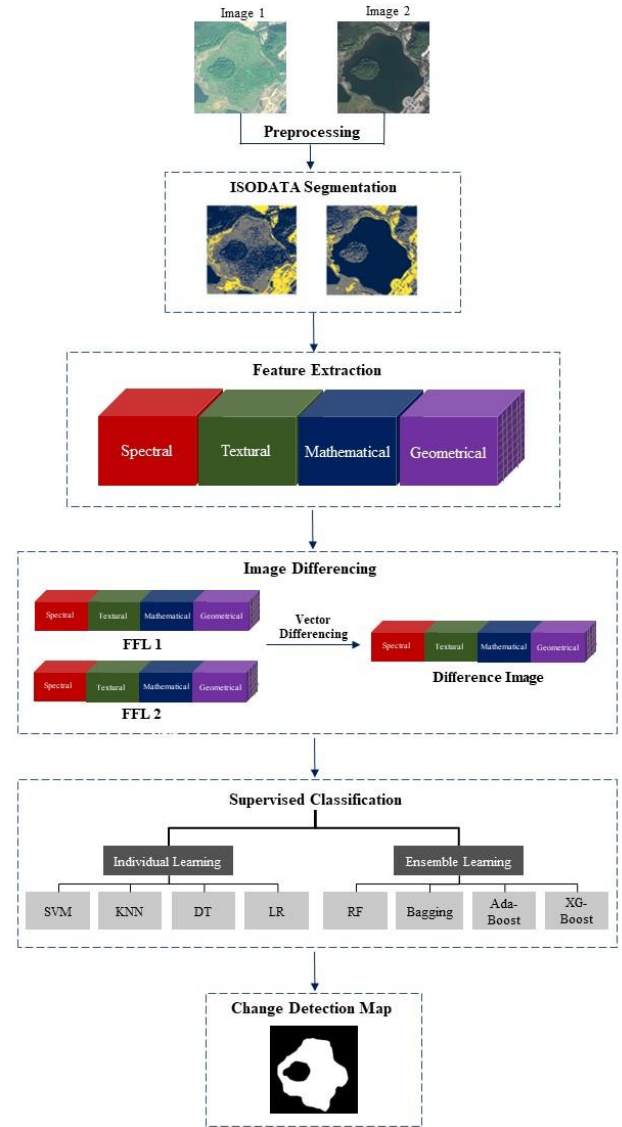 Image 1
Image 2
Preprocessing
ISODATA Segmentation
Feature Extraction
Spectral
Textural
Mathematical
Geometrical
Image Differencing
Spectral
Textural
Mathematical
Geometrical
FFL 1
Vector
Differencing
Spectral
Textural
Mathematical
Geometrical
Difference Image
Spectral
Textural
Mathematical
Geometrical
FFL 2
Supervised Classification
Individual Learning
Ensemble Learning
SVM
KNN
DT
LR
RF
Bagging
Ada-
Boost
XG-
Boost
Change Detection Map